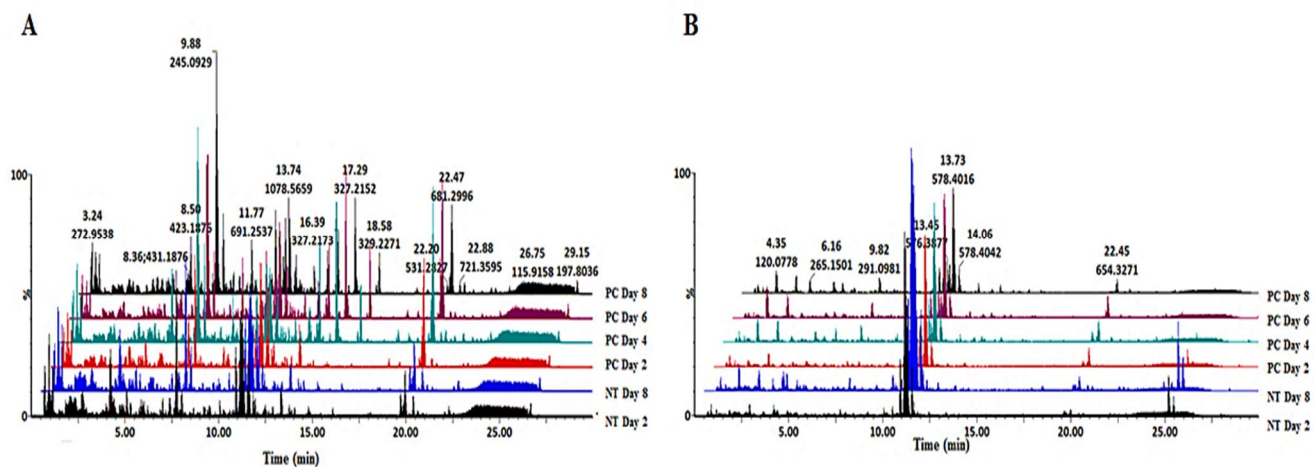 A
9.88
245.0929
100
3.24
272.9538
8.50
423.1875
8.36;431.1876
11.77
691.2537
13.74
1078.5659
16.39
327.2173
17.29
327.2152
18.58
329.2271
22.47
681.2996
22.20
531.2827
22.88
721.3595
26.75
115.9158
29.15
197.8036
PC Day 8
PC Day 6
PC Day 4
PC Day 2
NT Day 8
NT Day 2
0
5.00 10.00 15.00 20.00 25.00
Time (min)
B
100
4.35
120.0778
6.16
265.1501
9.82
291.0981
13.45
576.3877
13.73
578.4016
14.06
578.4042
22.45
654.3271
PC Day 8
PC Day 6
PC Day 4
PC Day 2
NT Day 8
NT Day 2
0
5.00 10.00 15.00 20.00 25.00
Time (min)